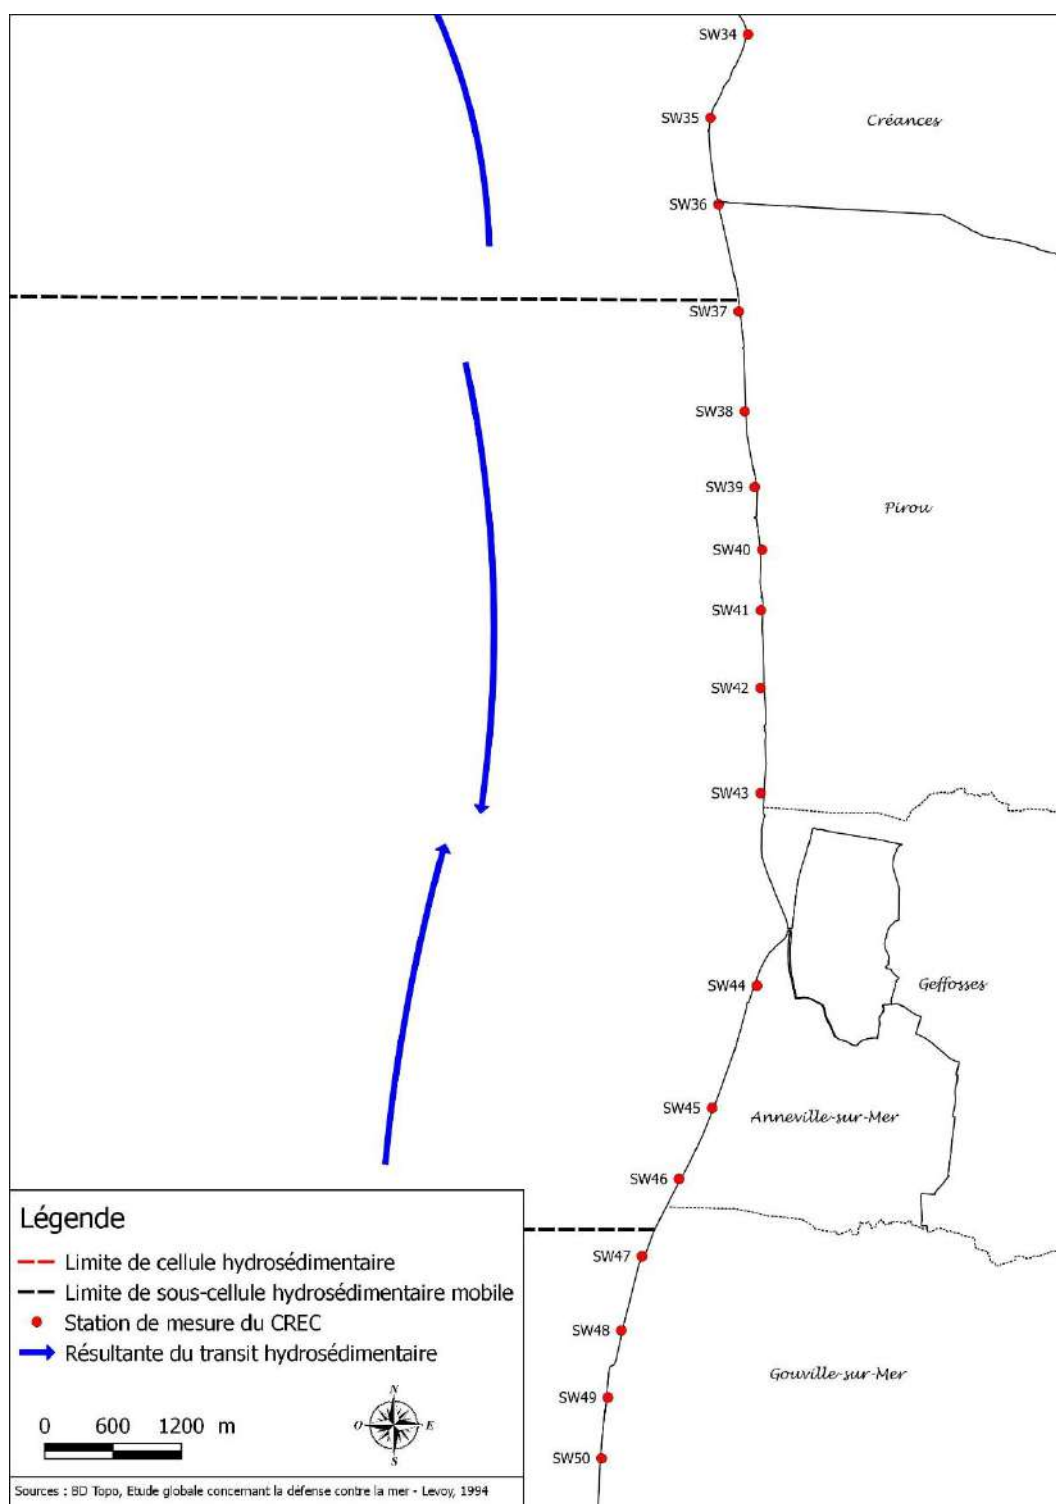 SW34
SW35
Créances
SW36
SW37
SW38
SW39
Pirou
SW40
SW41
SW42
SW43
SW44
Geffosses
SW45
Anneville-sur-Mer
SW46
SW47
SW48
Gouville-sur-Mer
SW49
SW50
Légende
Limite de cellule hydrosédimentaire
Limite de sous-cellule hydrosédimentaire mobile
Station de mesure du CREC
Résultante du transit hydrosédimentaire
0 600 1200 m
N
O E
S
Sources : BD Topo, Etude globale concernant la défense contre la mer - Levoy, 1994